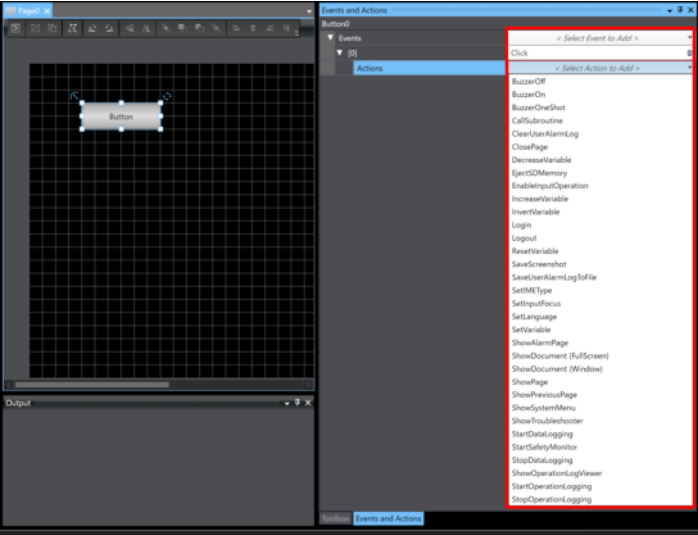 Page0
Button
Output
Events and Actions
Button0
Events
< Select Event to Add >
[0]
Click
Actions
< Select Action to Add >
BuzzerOff
BuzzerOn
BuzzerOneShot
CallSubroutine
ClearUserAlarmLog
ClosePage
DecreaseVariable
EjectSDMemory
EnableInputOperation
IncreaseVariable
InvertVariable
Login
Logout
ResetVariable
SaveScreenshot
SaveUserAlarmLogToFile
SetIMEType
SetInputFocus
SetLanguage
SetVariable
ShowAlarmPage
ShowDocument (FullScreen)
ShowDocument (Window)
ShowPage
ShowPreviousPage
ShowSystemMenu
ShowTroubleshooter
StartDataLogging
StartSafetyMonitor
StopDataLogging
ShowOperationLogViewer
StartOperationLogging
StopOperationLogging
Toolbox
Events and Actions